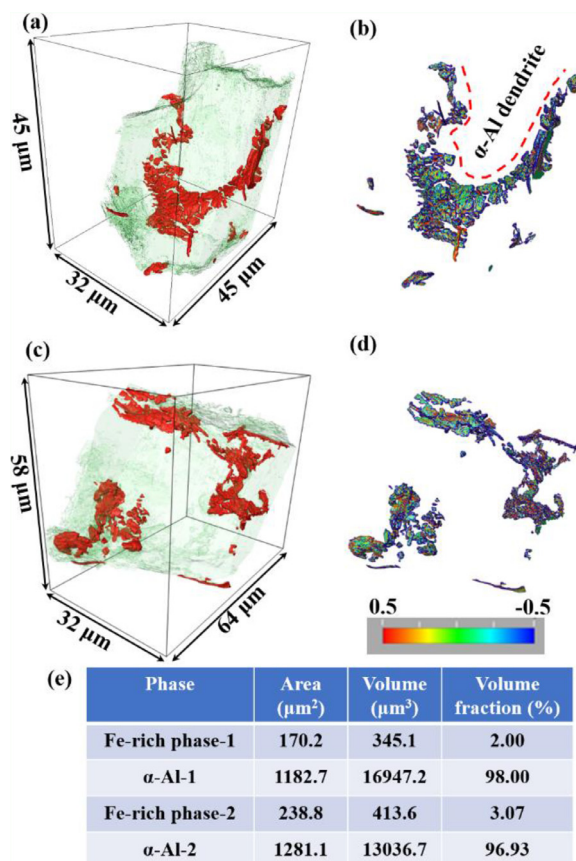 (a)
(b)
45 μm
32 μm
45 μm
α-Al dendrite
(c)
(d)
58 μm
32 μm
64 μm
0.5 -0.5
(e)
Phase Area (μm²) Volume (μm³) Volume fraction (%)
Fe-rich phase-1 170.2 345.1 2.00
α-Al-1 1182.7 16947.2 98.00
Fe-rich phase-2 238.8 413.6 3.07
α-Al-2 1281.1 13036.7 96.93